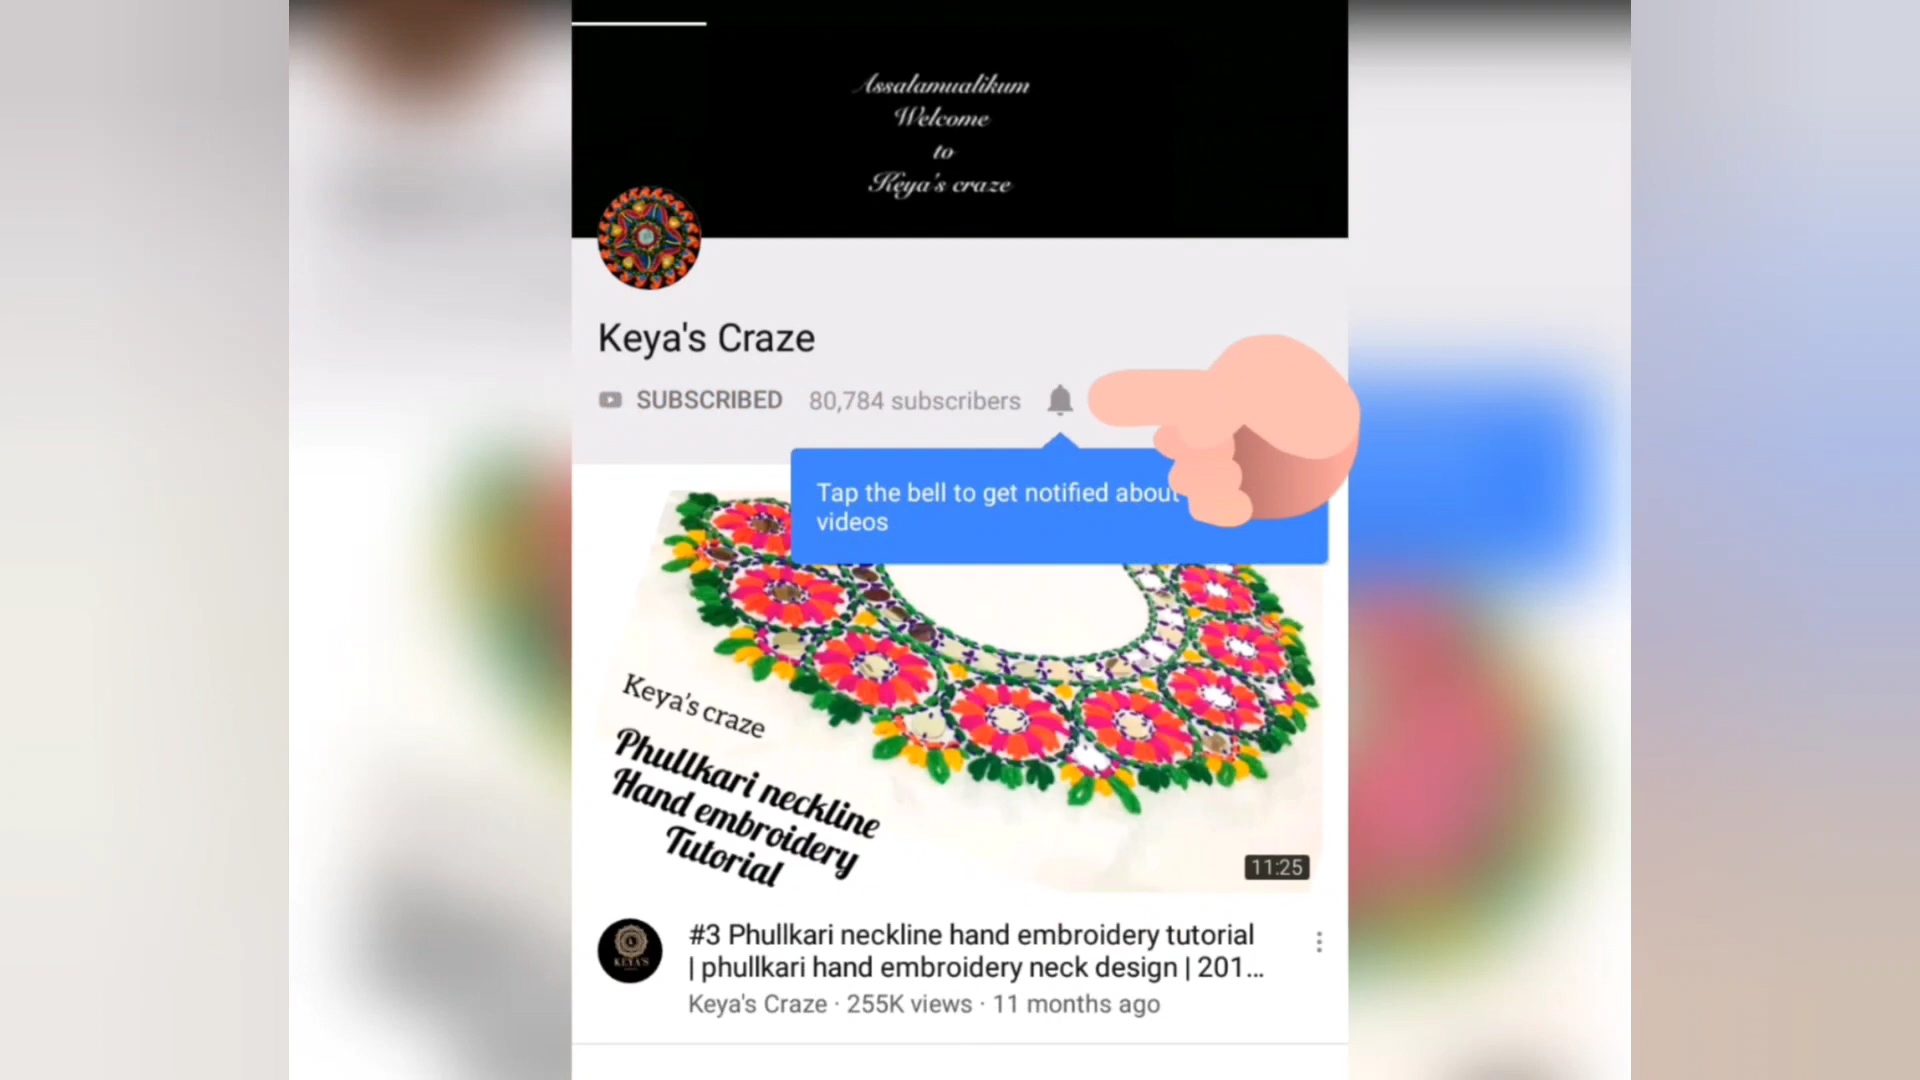 Assalamualikum
Welcome
to
Keya's craze
Keya's Craze
SUBSCRIBED 80,784 subscribers
Tap the bell to get notified about
videos
Keya's craze
Phullkari neckline
Hand embroidery
Tutorial
11:25
KEYA'S
#3 Phullkari neckline hand embroidery tutorial
| phullkari hand embroidery neck design | 201...
Keya's Craze · 255K views · 11 months ago